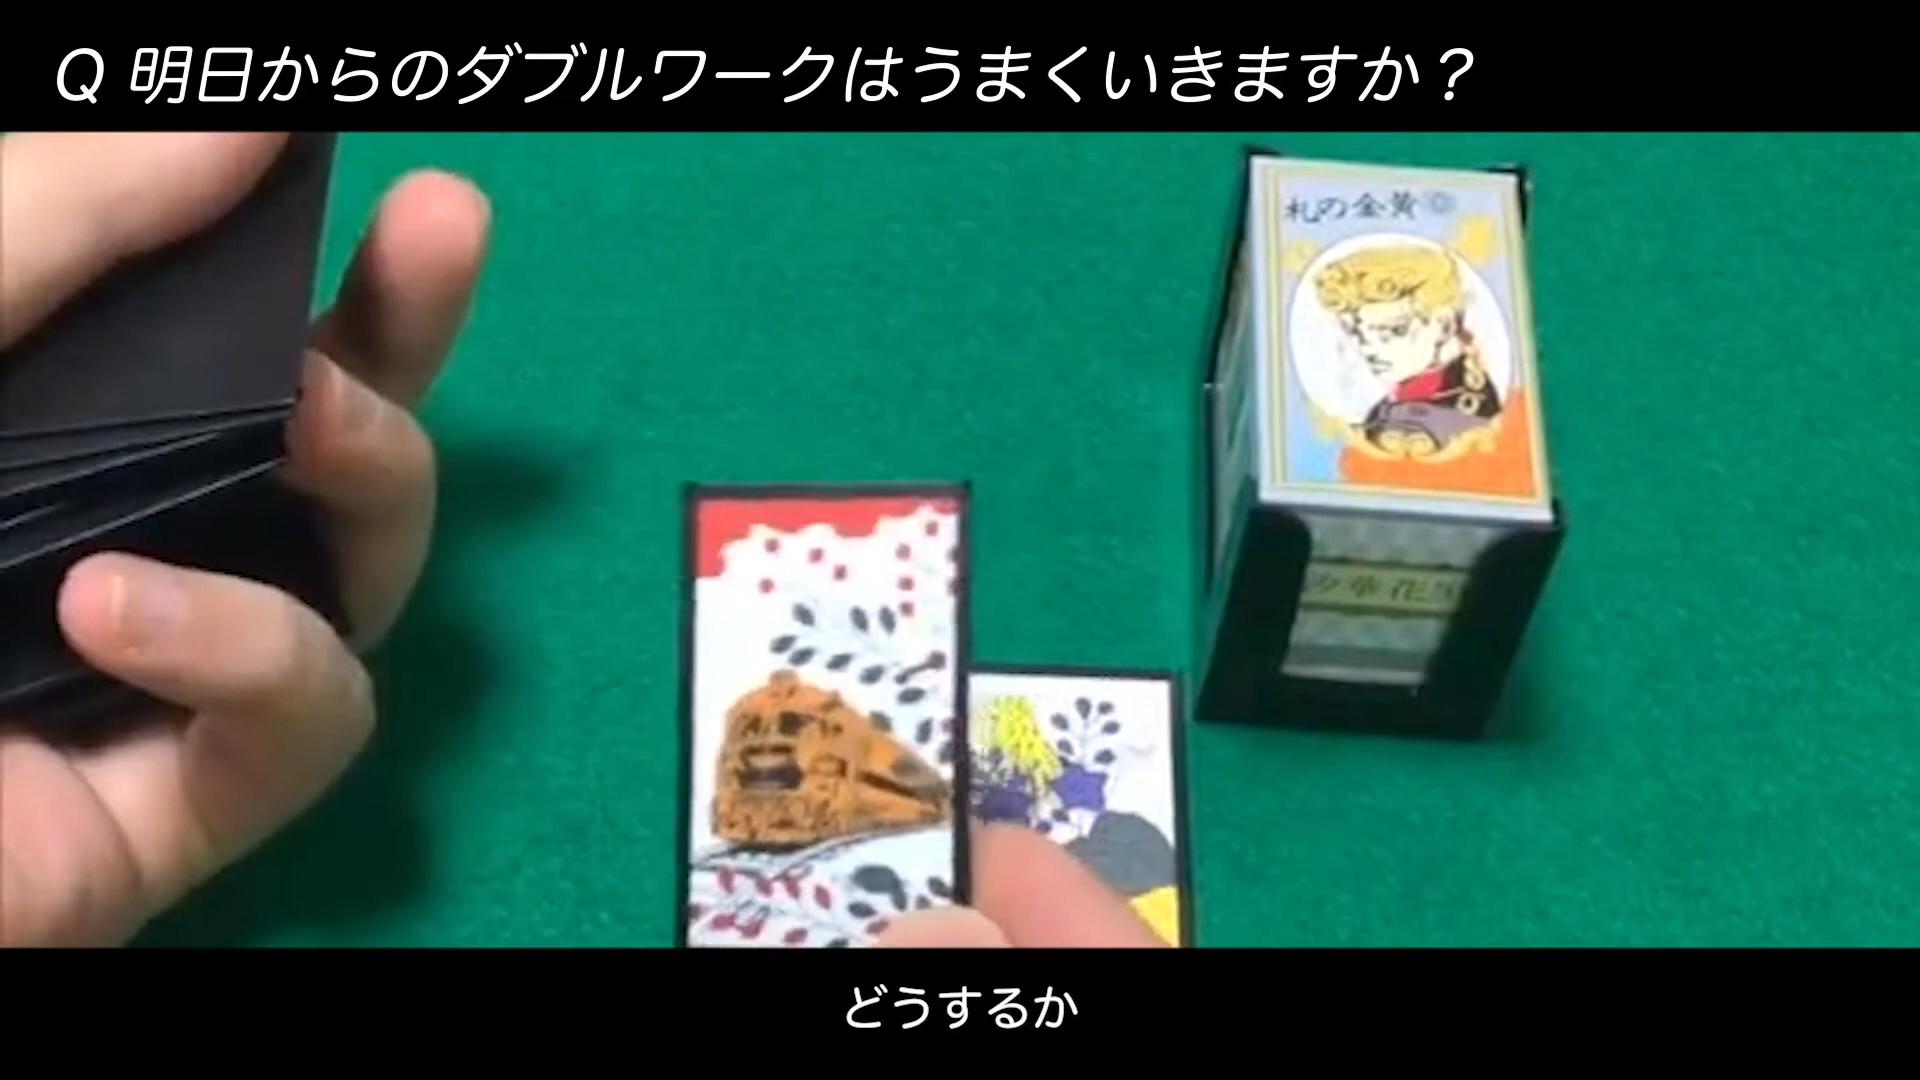 Q 明日からのダブルワークはうまくいきますか？
札の金黄
どうするか